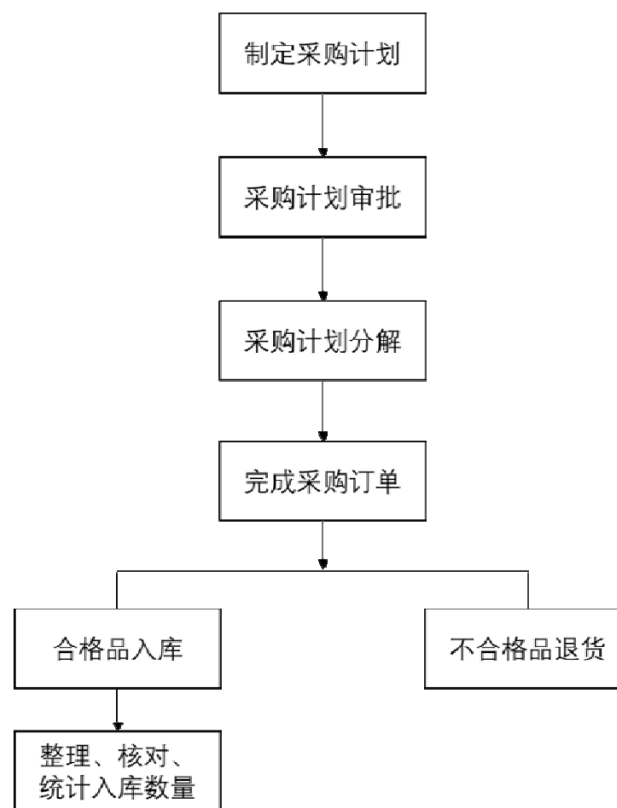 制定采购计划
采购计划审批
采购计划分解
完成采购订单
合格品入库
不合格品退货
整理、核对、
统计入库数量